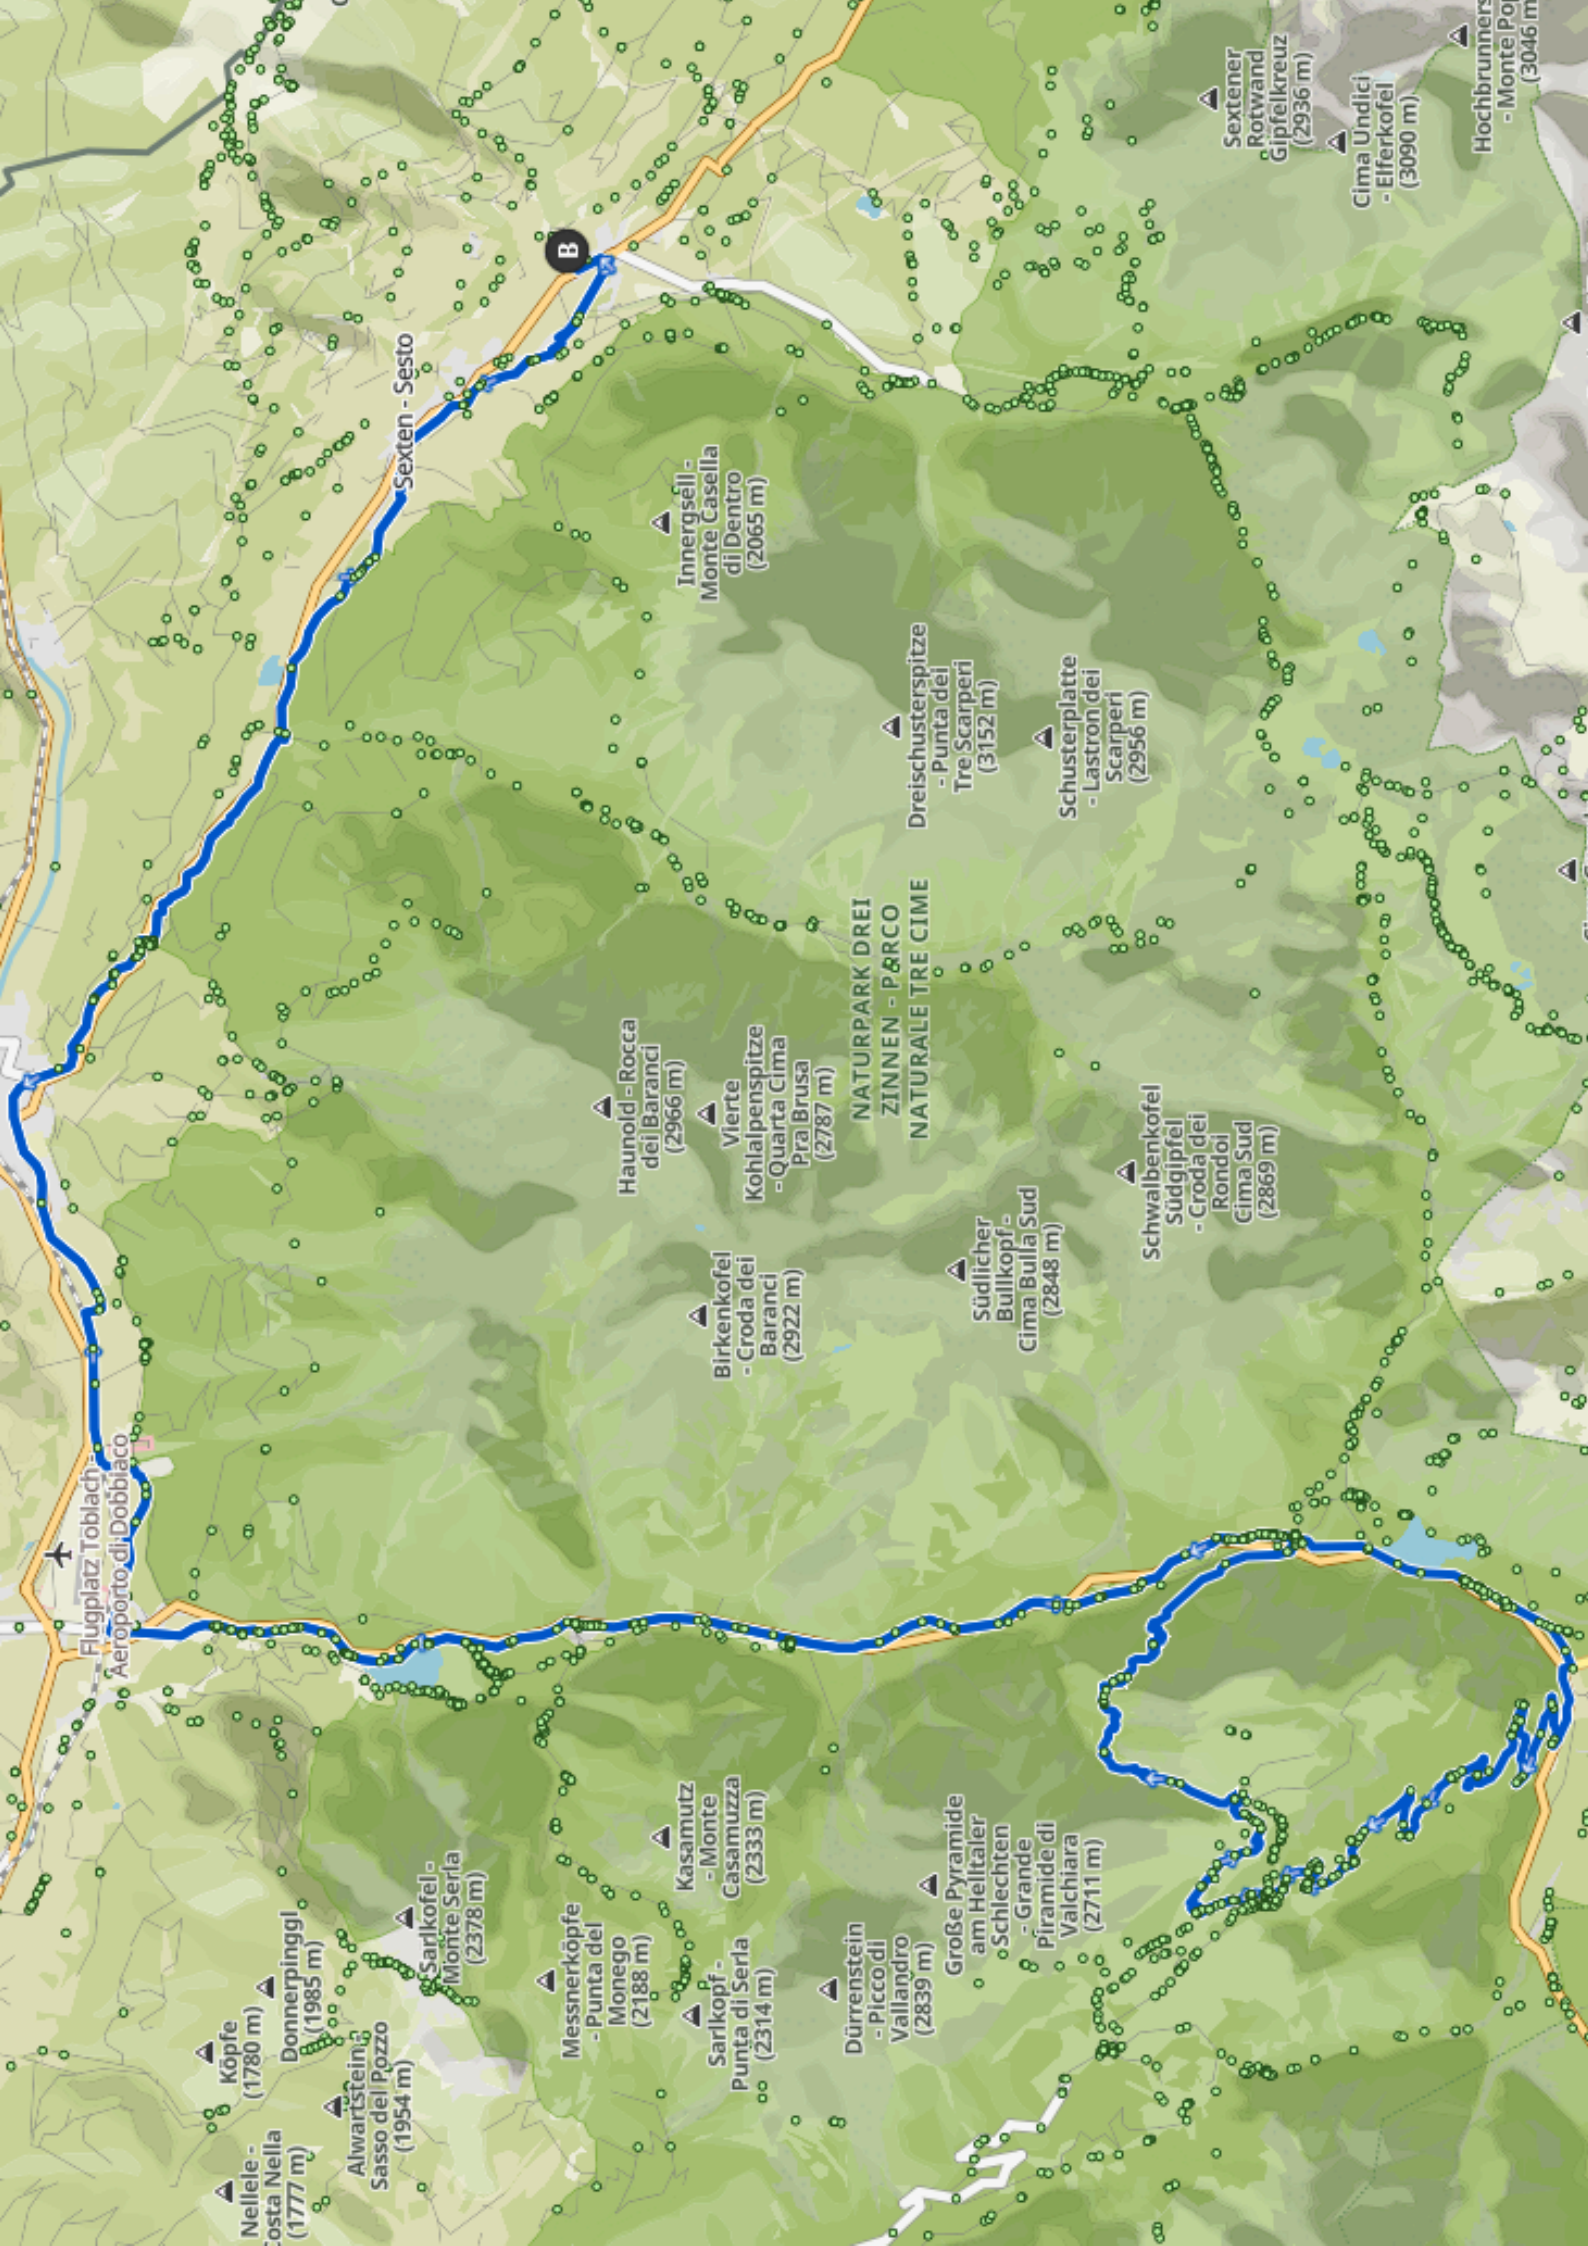 Sextener
Rotwand
Gipfelkreuz
(2936 m)
Cima Undici
- Elferkofel
(3090 m)
Hochbrunners
- Monte Pop
(3046 m
B
Sexten - Sesto
Innergsell -
Monte Casella
di Dentro
(2065 m)
Dreischusterspitze
- Punta dei
Tre Scarperi
(3152 m)
Schusterplatte
- Lastron dei
Scarperi
(2956 m)
NATURPARK DREI
ZINNEN - PARCO
NATURALE TRE CIME
Haunold - Rocca
dei Baranci
(2966 m)
Vierte
Kohlalpenspitze
- Quarta Cima
Pra Brusa
(2787 m)
Birkenkofel
- Croda dei
Baranci
(2922 m)
Südlicher
Bullkopf -
Cima Bulla Sud
(2848 m)
Schwalbenkofel
Südgipfel
- Croda dei
Rondoi
Cima Sud
(2869 m)
Flugplatz Toblach -
Aeroporto di Dobbiaco
Sarlkofel -
Monte Serla
(2378 m)
Kasamutz
- Monte
Casamuzza
(2333 m)
Große Pyramide
am Helltaler
Schlechten
- Grande
Piramide di
Valchiara
(2711 m)
Donnerpinggl
(1985 m)
Messnerköpfe
- Punta del
Monego
(2188 m)
Sarlkopf -
Punta di Serla
(2314 m)
Dürrenstein
- Picco di
Vallandro
(2839 m)
Köpfe
(1780 m)
Alwartstein -
Sasso del Pozzo
(1954 m)
Nellele -
Costa Nella
(1777 m)